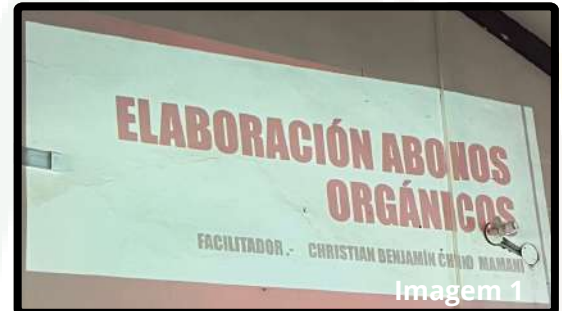 ELABORACIÓN ABONOS
ORGÁNICOS
FACILITADOR.- CHRISTIAN BENJAMÍN MAMANI
Imagem 1